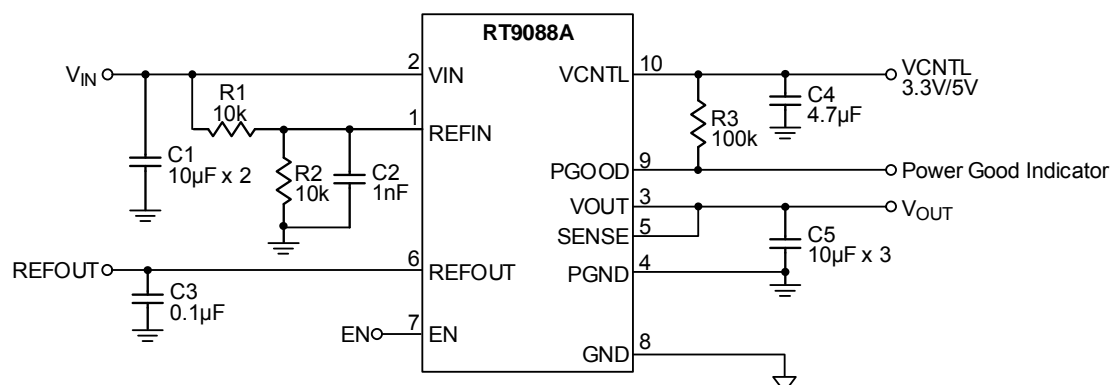 RT9088A
VIN
2
VIN
R1
10k
1
REFIN
C1
10µF x 2
R2
10k
C2
1nF
REFOUT
6
REFOUT
C3
0.1µF
EN
7
EN
VCNTL
10
VCNTL
3.3V/5V
C4
4.7µF
R3
100k
PGOOD
9
Power Good Indicator
VOUT
3
VOUT
SENSE
5
C5
10µF x 3
PGND
4
GND
8